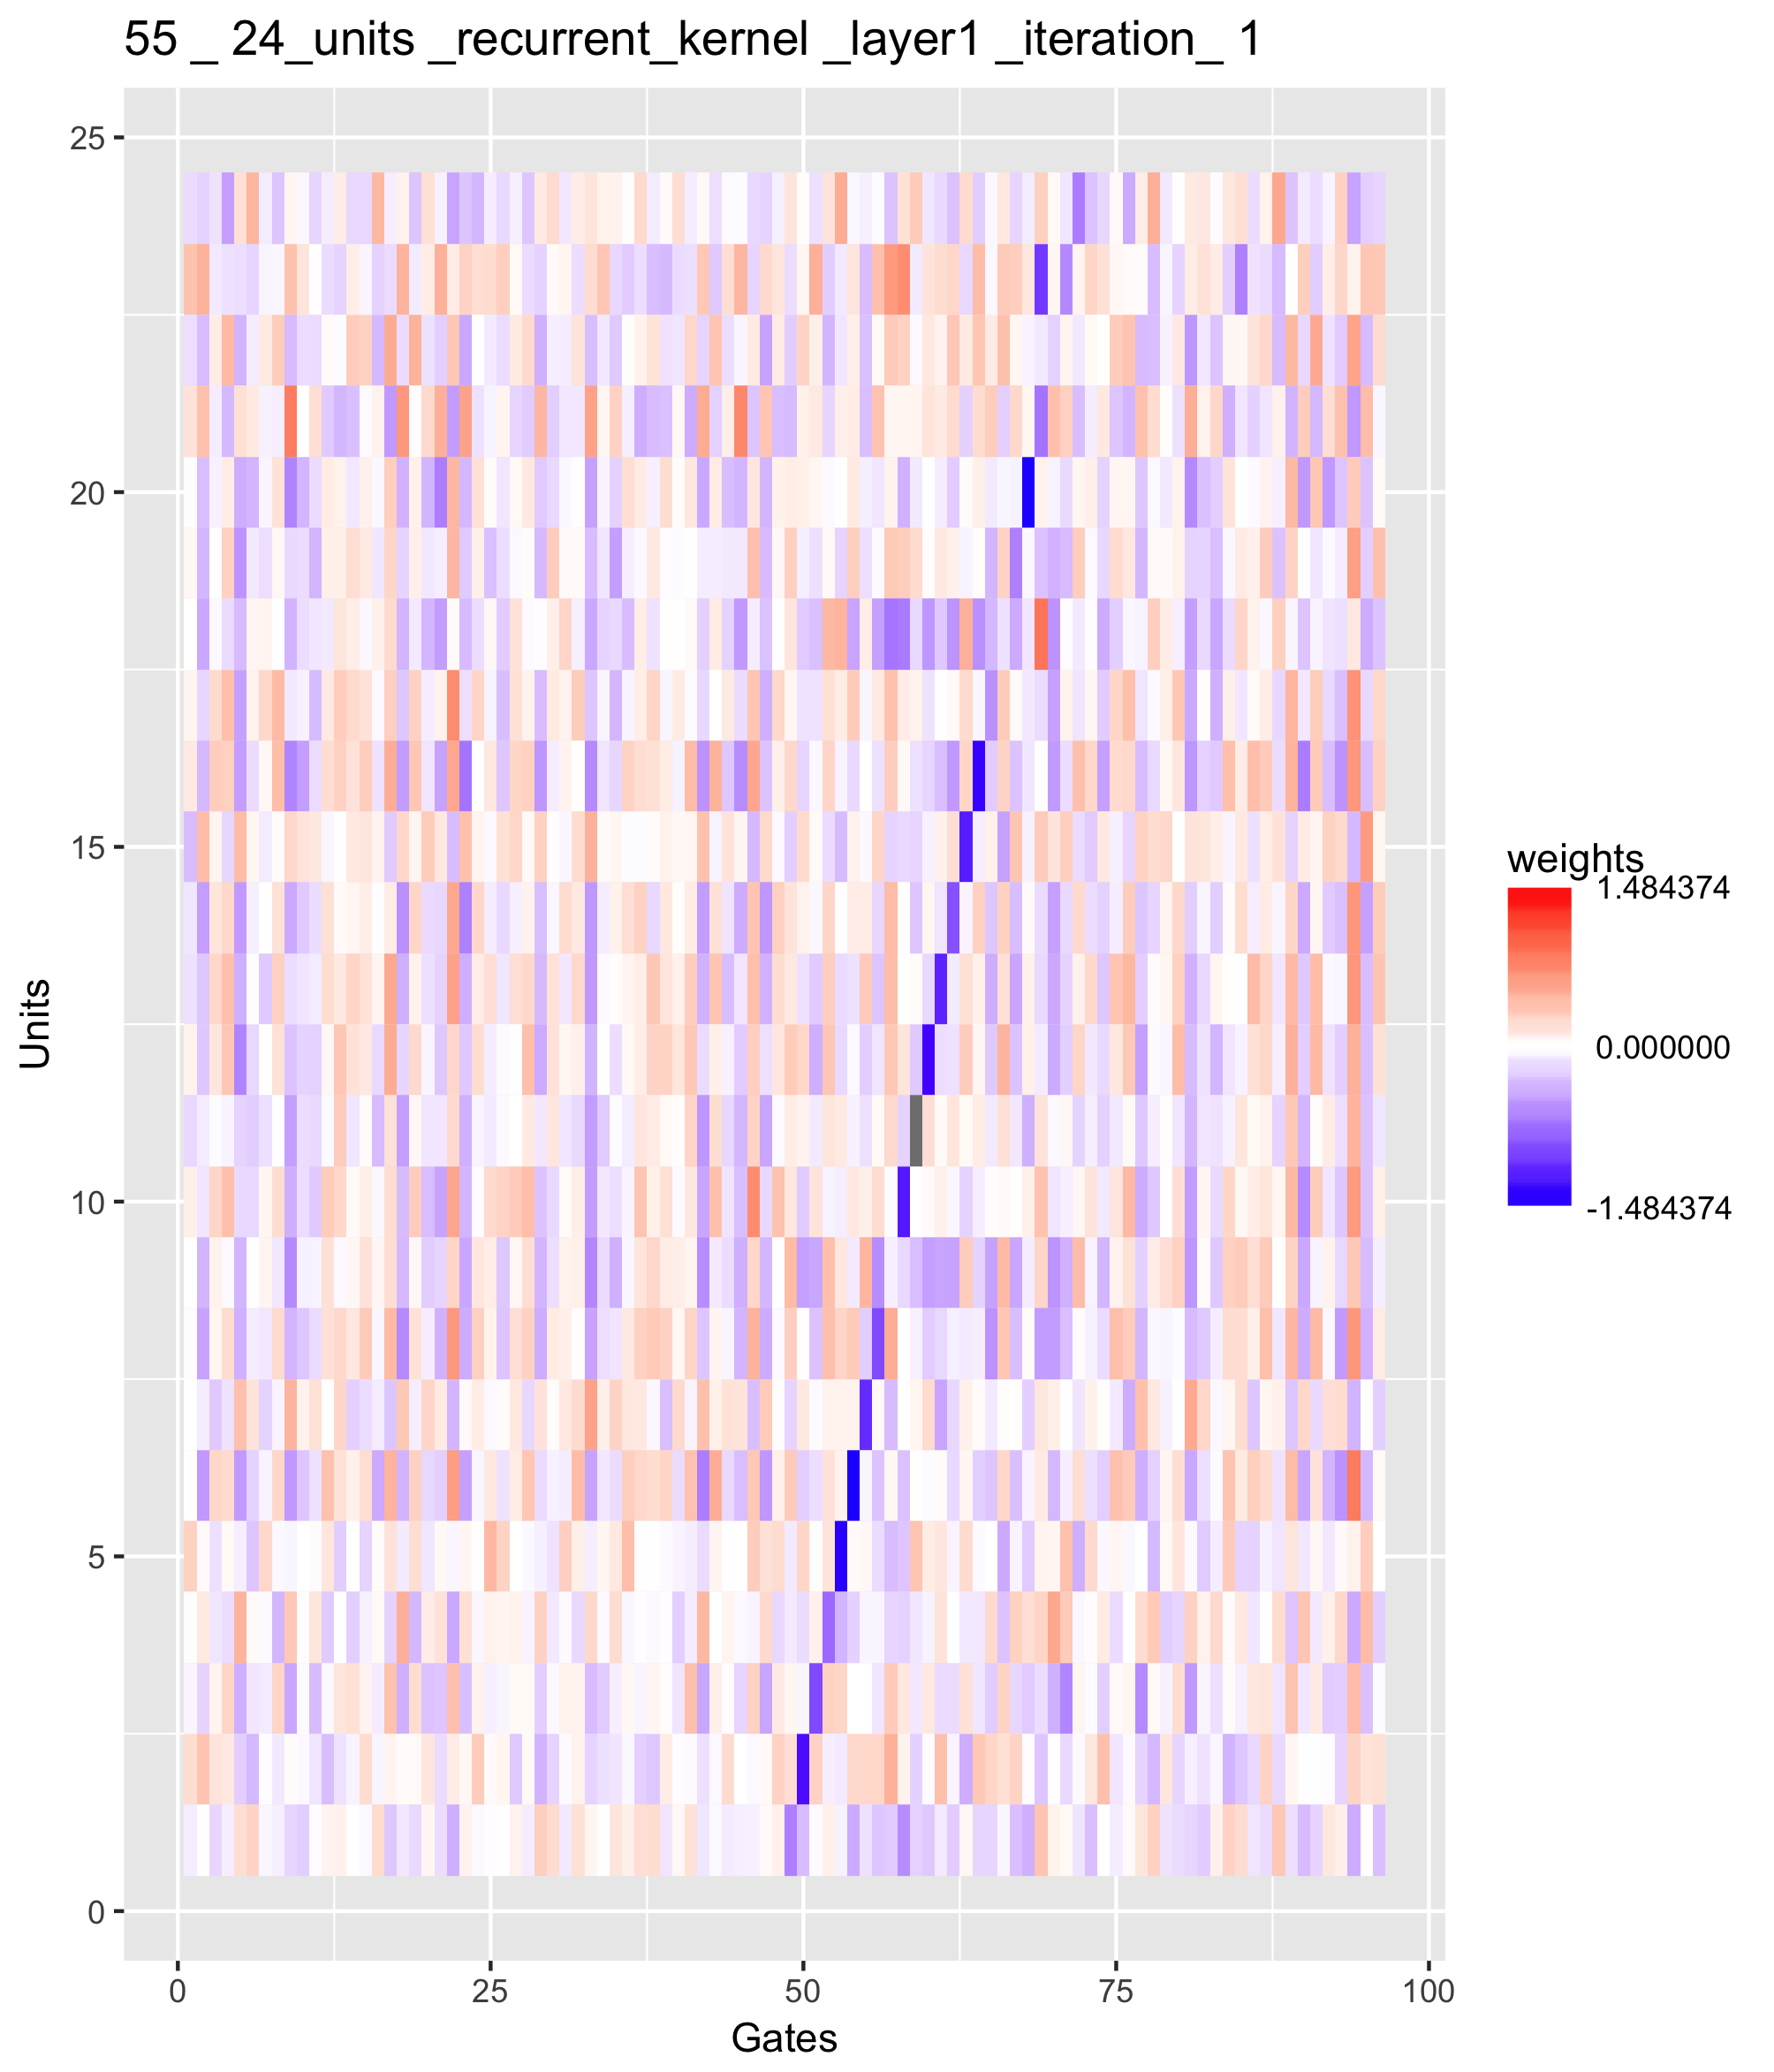 55 _ 24_units _recurrent_kernel _layer1 _iteration_ 1
25
20
15
10
5
0
Units
0 25 50 75 100
Gates
weights
1.484374
0.000000
-1.484374